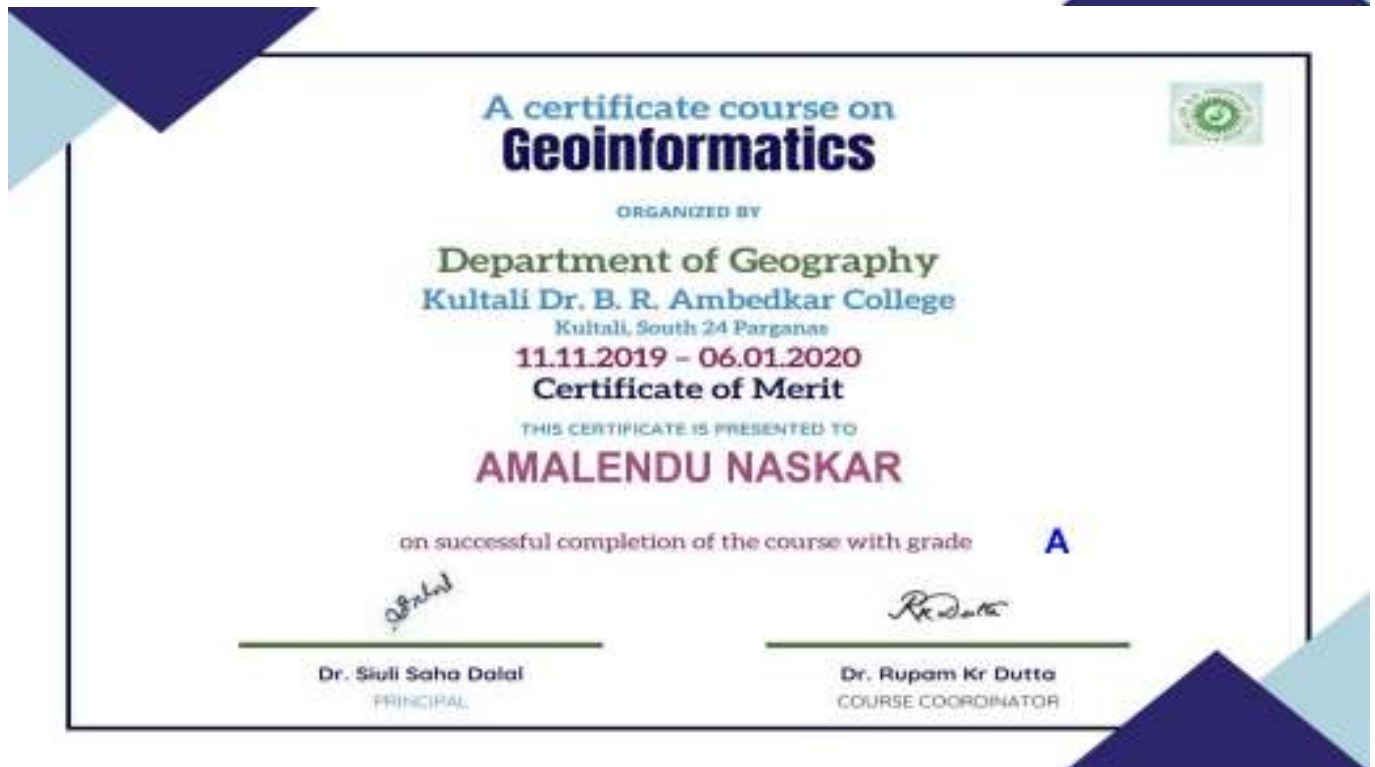 A certificate course on
Geoinformatics
ORGANIZED BY
Department of Geography
Kultali Dr. B. R. Ambedkar College
Kultali, South 24 Parganas
11.11.2019 – 06.01.2020
Certificate of Merit
THIS CERTIFICATE IS PRESENTED TO
AMALENDU NASKAR
on successful completion of the course with grade A
RKDutta
Dr. Siuli Saha Dalal
Dr. Rupam Kr Dutta
PRINCIPAL
COURSE COORDINATOR